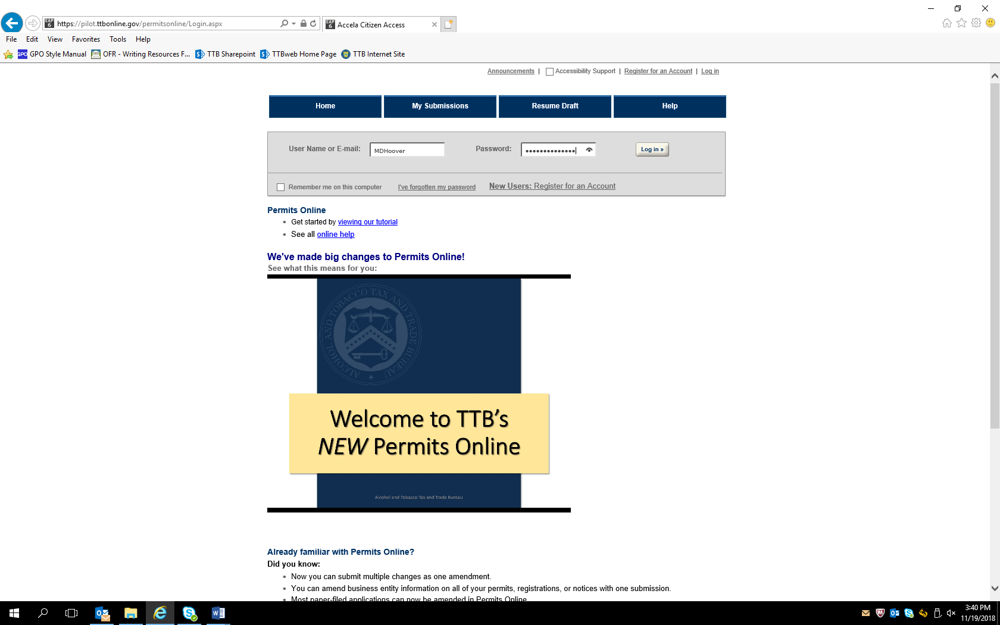 https://pilot.ttbonline.gov/permitsonline/Login.aspx
Accela Citizen Access
File Edit View Favorites Tools Help
GPO Style Manual OFR - Writing Resources F... TTB Sharepoint TTBweb Home Page TTB Internet Site
Announcements | Accessibility Support | Register for an Account | Log in
Home My Submissions Resume Draft Help
User Name or E-mail: MDHoover Password: •••••••••••••• Log in »
Remember me on this computer I've forgotten my password New Users: Register for an Account
Permits Online
• Get started by viewing our tutorial
• See all online help
We've made big changes to Permits Online!
See what this means for you:
ALCOHOL AND TOBACCO TAX AND TRADE BUREAU
Welcome to TTB's
NEW Permits Online
Alcohol and Tobacco Tax and Trade Bureau
Already familiar with Permits Online?
Did you know:
• Now you can submit multiple changes as one amendment.
• You can amend business entity information on all of your permits, registrations, or notices with one submission.
• Most paper-filed applications can now be amended in Permits Online
3:40 PM
11/19/2018